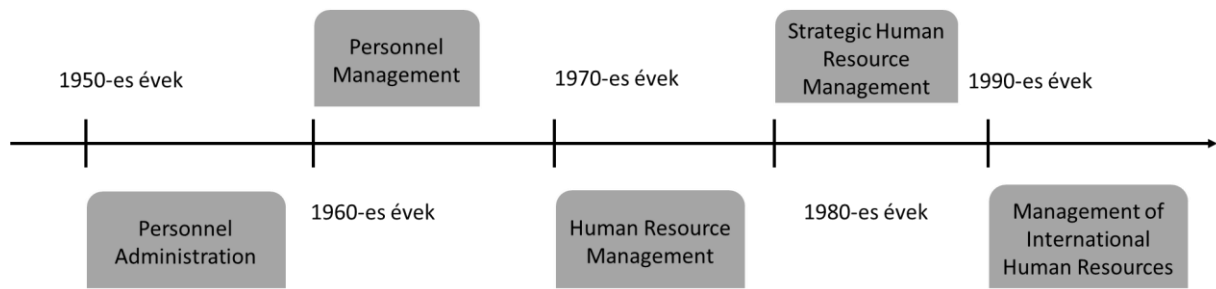 1950-es évek
Personnel
Administration
Personnel
Management
1960-es évek
1970-es évek
Human Resource
Management
Strategic Human
Resource
Management
1980-es évek
1990-es évek
Management of
International
Human Resources